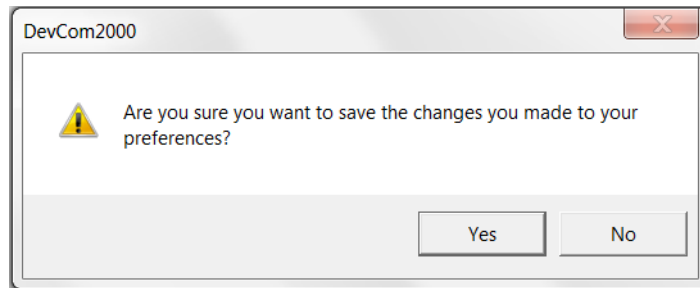 DevCom2000
Are you sure you want to save the changes you made to your
preferences?
Yes
No